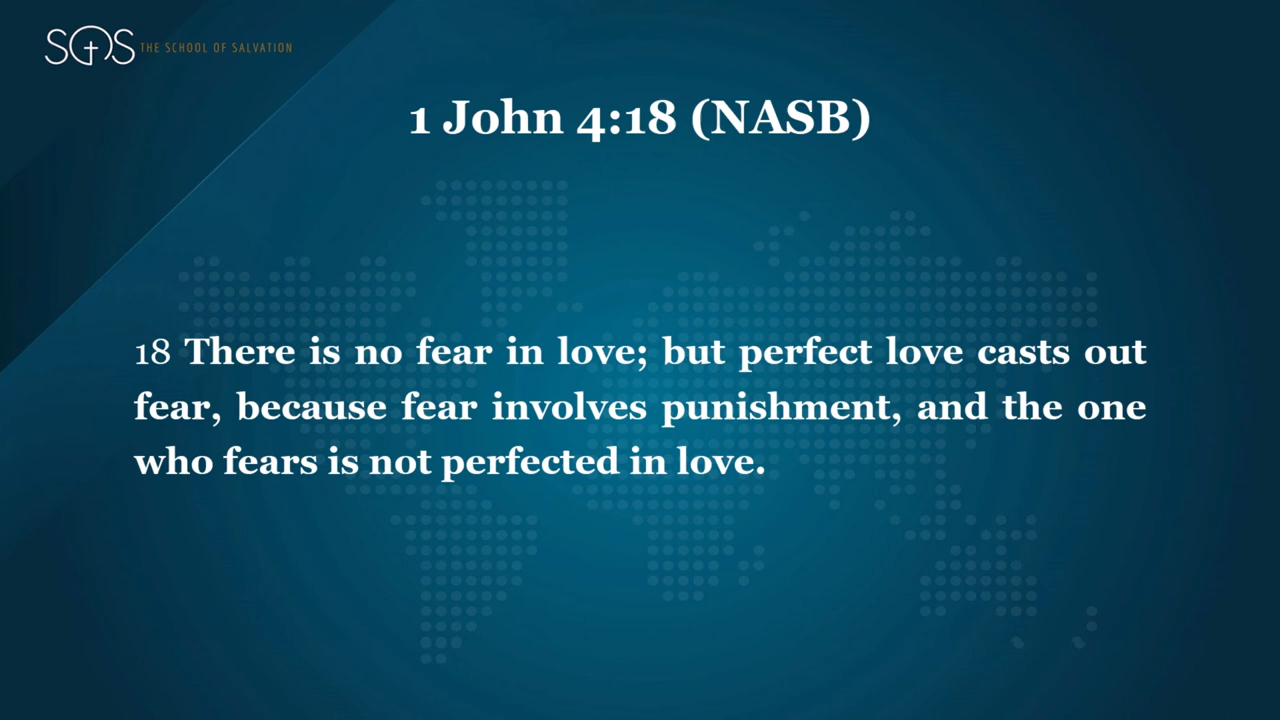 SOS THE SCHOOL OF SALVATION
1 John 4:18 (NASB)
18 There is no fear in love; but perfect love casts out
fear, because fear involves punishment, and the one
who fears is not perfected in love.